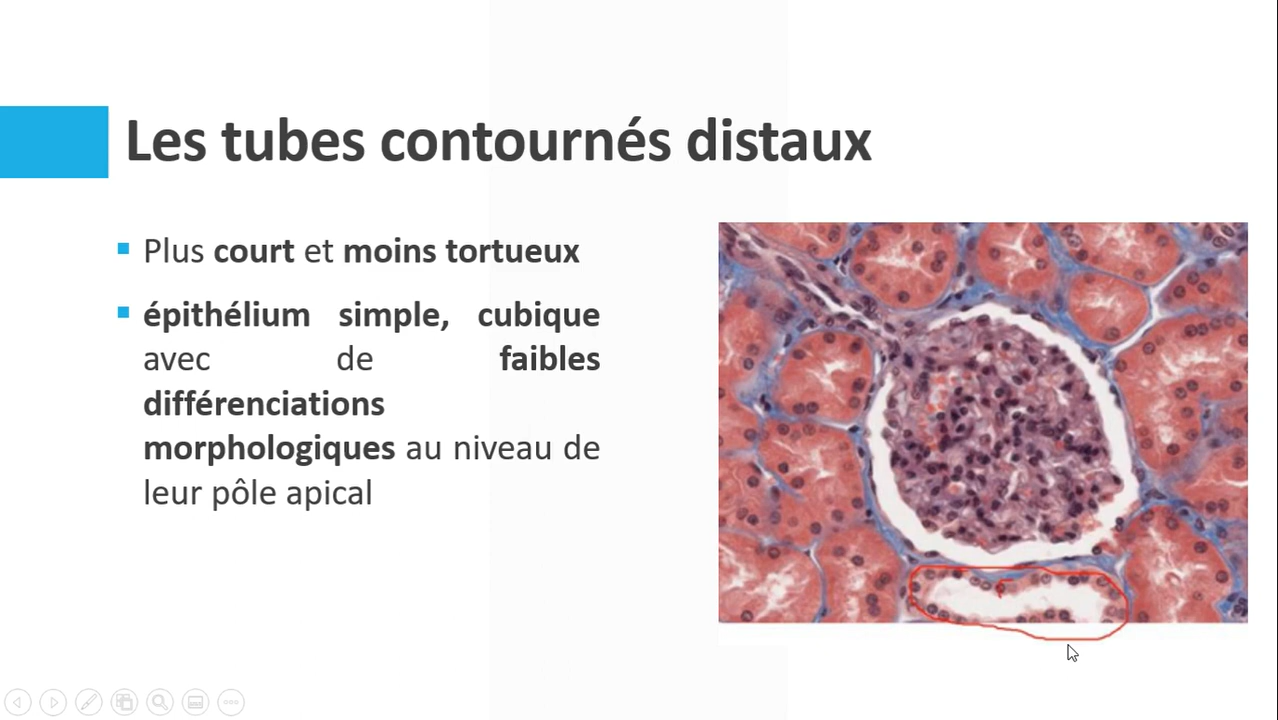 Les tubes contournés distaux
Plus court et moins tortueux
épithélium simple, cubique
avec de faibles
différenciations
morphologiques au niveau de
leur pôle apical